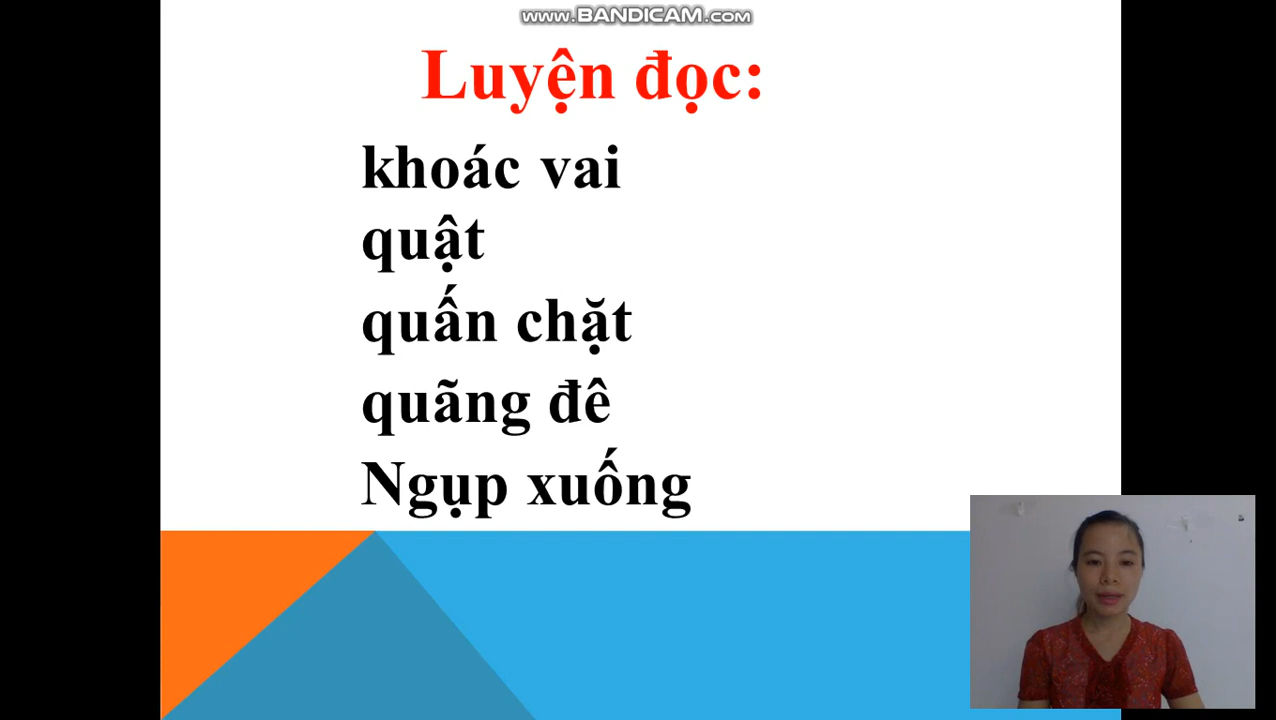 www.BANDICAM.com
Luyện đọc:
khoác vai
quật
quấn chặt
quãng đê
Ngụp xuống